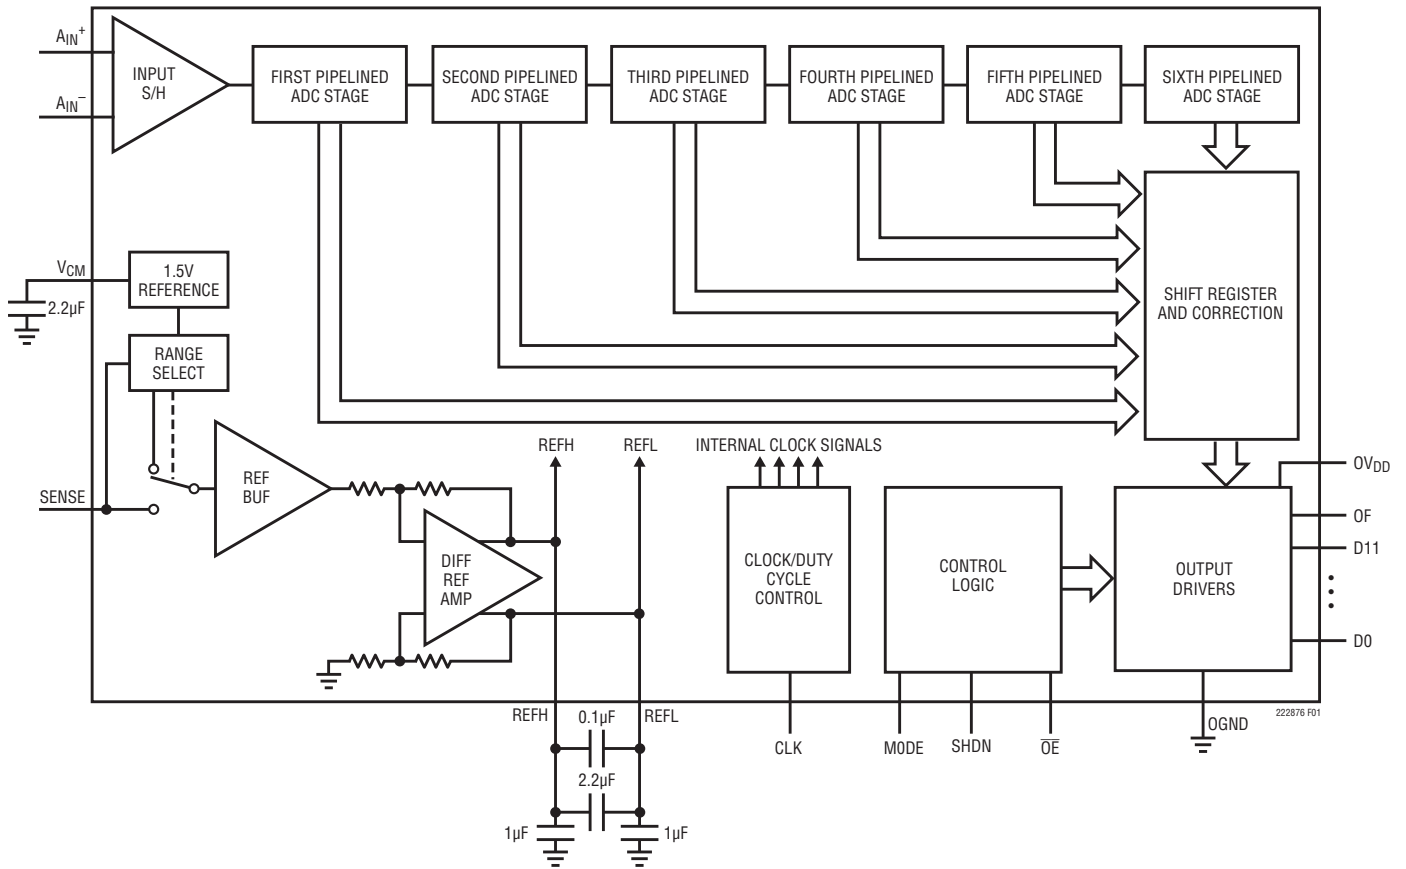 AIN+
AIN−
INPUT
S/H
FIRST PIPELINED
ADC STAGE
SECOND PIPELINED
ADC STAGE
THIRD PIPELINED
ADC STAGE
FOURTH PIPELINED
ADC STAGE
FIFTH PIPELINED
ADC STAGE
SIXTH PIPELINED
ADC STAGE
VCM
2.2µF
1.5V
REFERENCE
RANGE
SELECT
SHIFT REGISTER
AND CORRECTION
SENSE
REF
BUF
DIFF
REF
AMP
REFH
REFL
INTERNAL CLOCK SIGNALS
CLOCK/DUTY
CYCLE
CONTROL
CONTROL
LOGIC
OUTPUT
DRIVERS
OVDD
OF
D11
D0
REFH
0.1µF
REFL
2.2µF
1µF
1µF
CLK
MODE
SHDN
O̅E̅
OGND
222876 F01